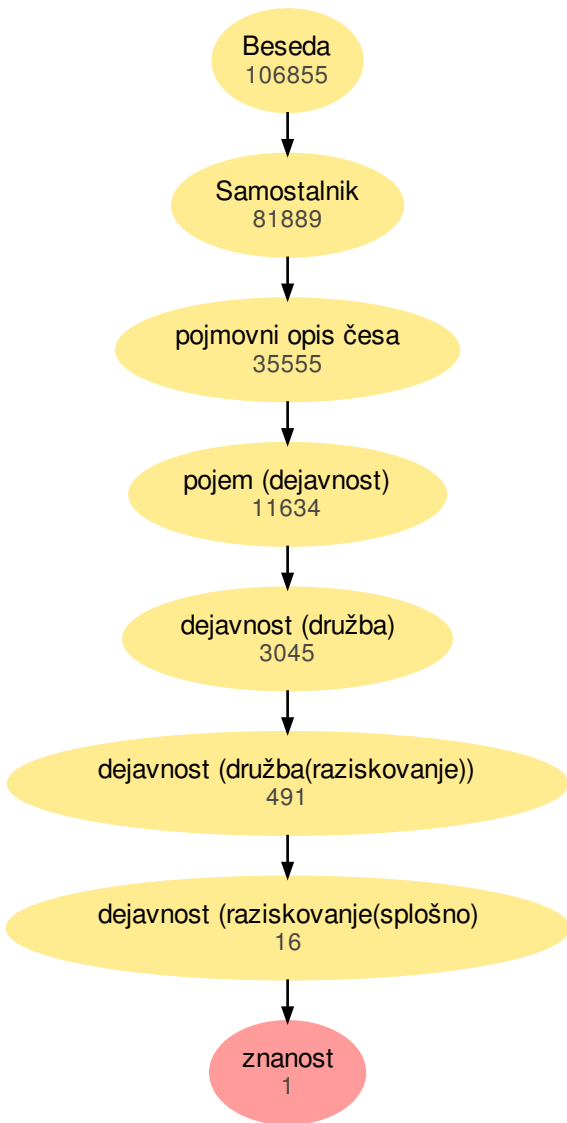 Beseda
106855
Samostalnik
81889
pojmovni opis česa
35555
pojem (dejavnost)
11634
dejavnost (družba)
3045
dejavnost (družba(raziskovanje))
491
dejavnost (raziskovanje(splošno)
16
znanost
1